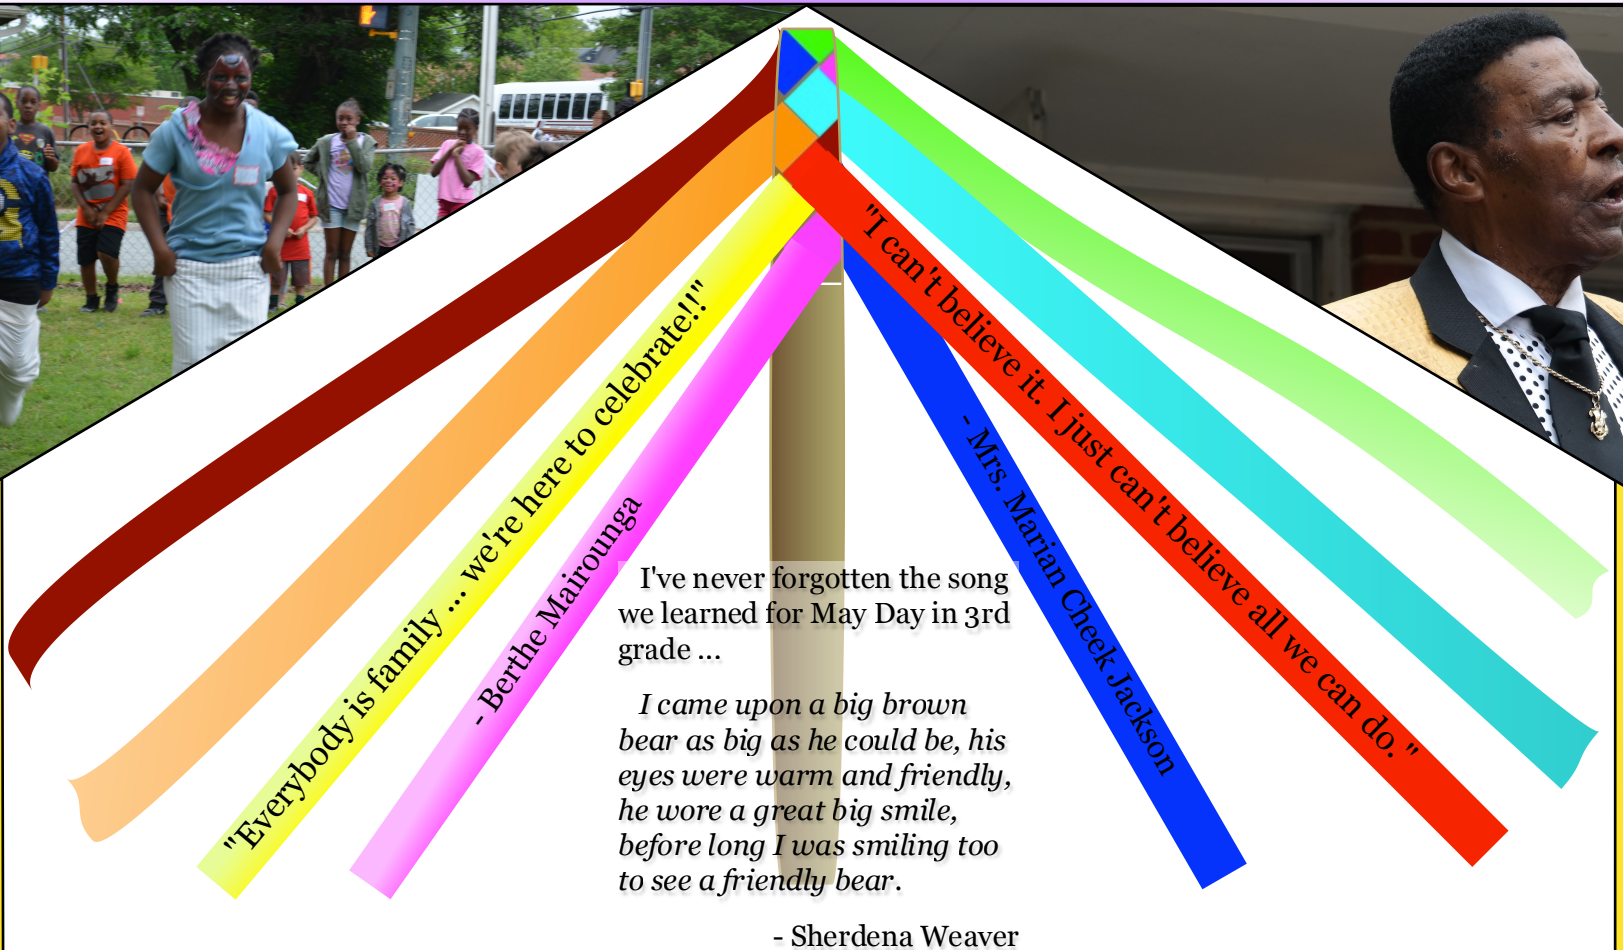 "Everybody is family ... we're here to celebrate!!"
- Berthe Mairounga
"I can't believe it. I just can't believe all we can do. "
- Mrs. Marian Cheek Jackson
I've never forgotten the song
we learned for May Day in 3rd
grade ...
I came upon a big brown
bear as big as he could be, his
eyes were warm and friendly,
he wore a great big smile,
before long I was smiling too
to see a friendly bear.
- Sherdena Weaver